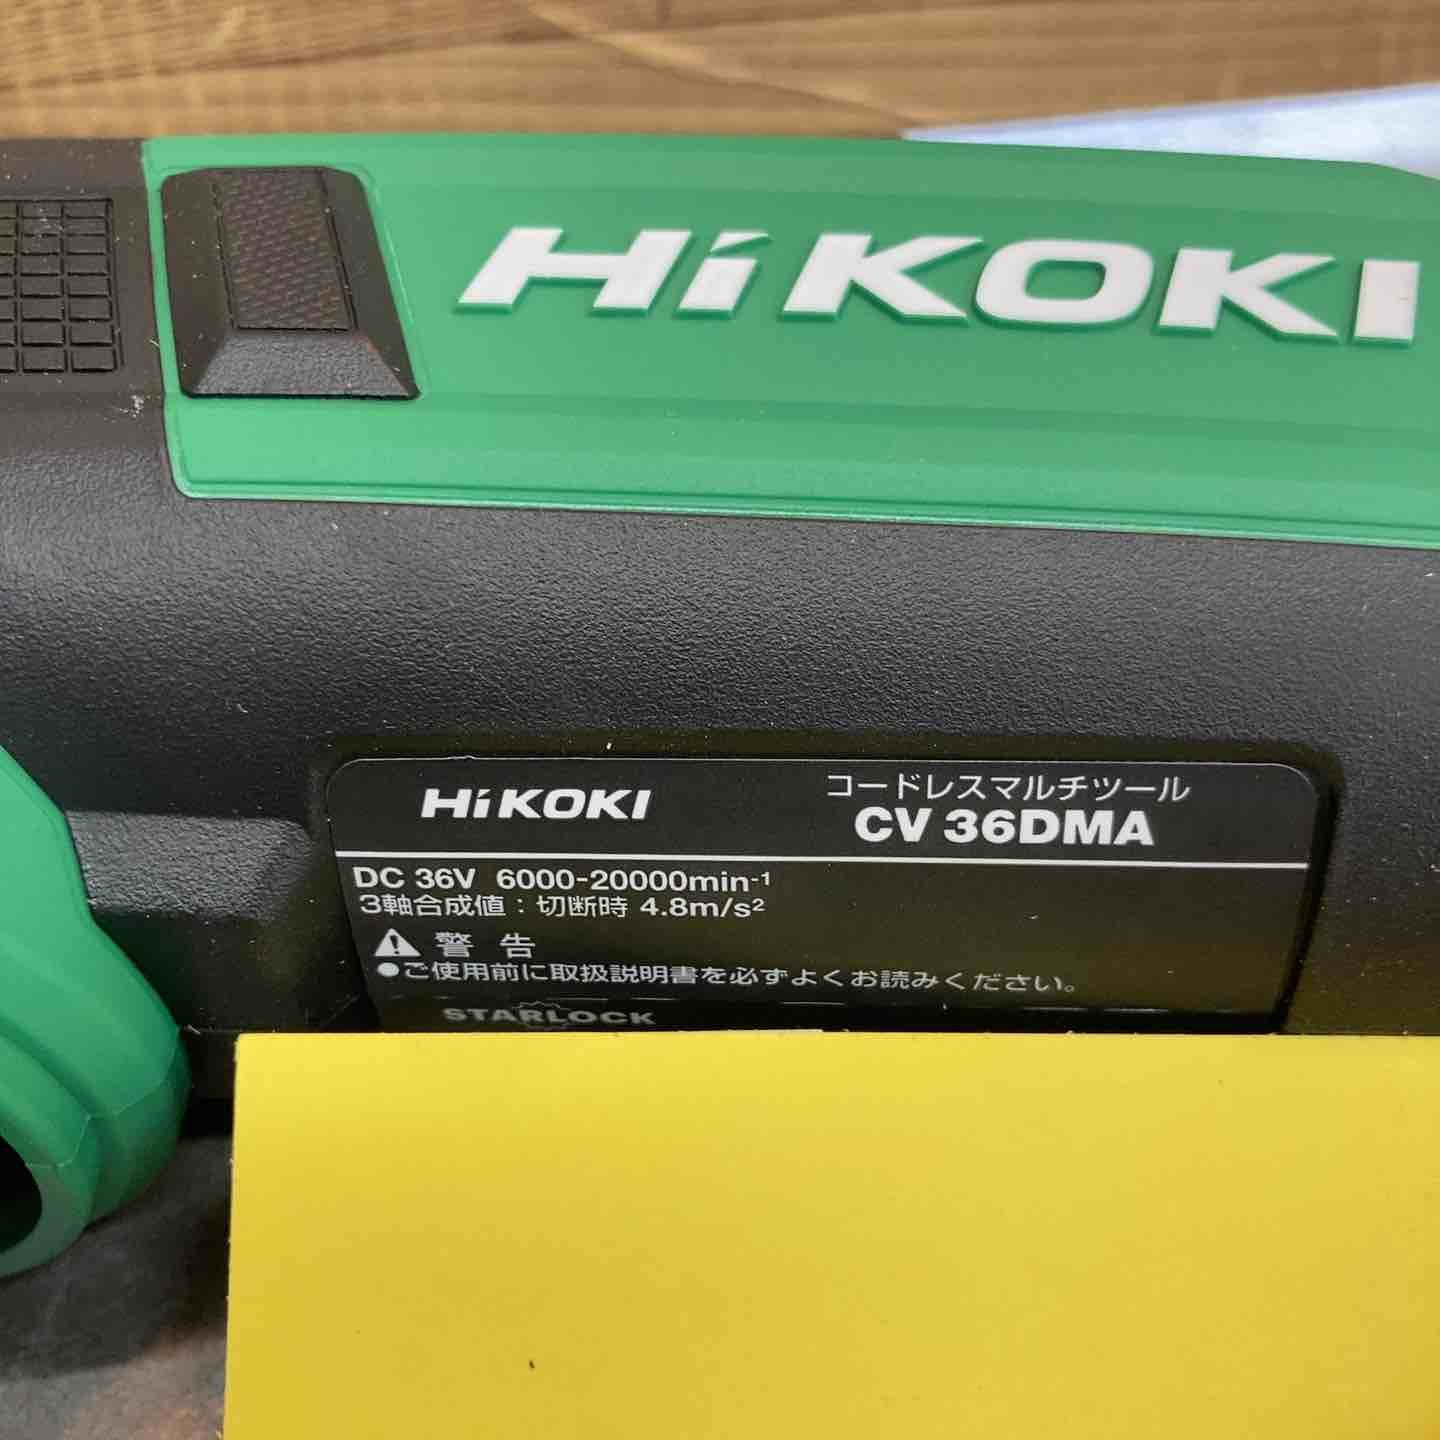 HiKOKI
HiKOKI
コードレスマルチツール
CV 36DMA
DC 36V 6000-20000min-1
3軸合成値：切断時 4.8m/s²
⚠ 警 告
●ご使用前に取扱説明書を必ずよくお読みください。
STARLOCK